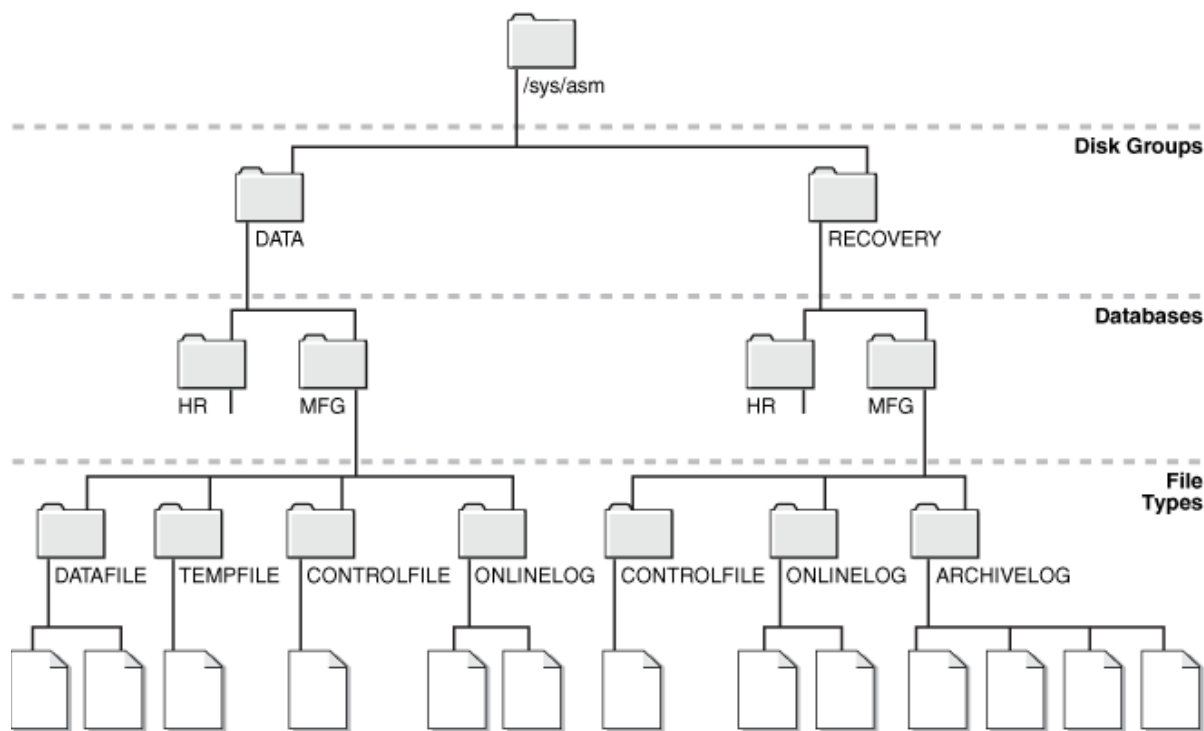 /sys/asm
Disk Groups
DATA
RECOVERY
Databases
HR
MFG
HR
MFG
File
Types
DATAFILE
TEMPFILE
CONTROLFILE
ONLINELOG
CONTROLFILE
ONLINELOG
ARCHIVELOG